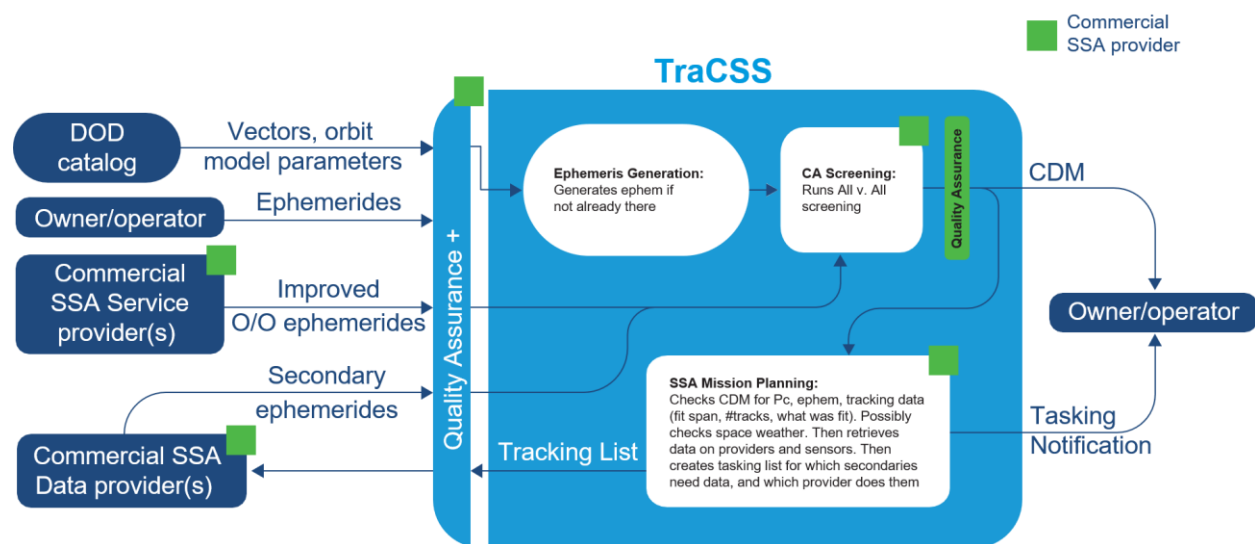 Commercial
SSA provider
TraCSS
DOD
catalog
Vectors, orbit
model parameters
Owner/operator
Ephemerides
Commercial
SSA Service
provider(s)
Improved
O/O ephemerides
Secondary
ephemerides
Commercial SSA
Data provider(s)
Tracking List
Quality Assurance +
Ephemeris Generation:
Generates ephem if
not already there
CA Screening:
Runs All v. All
screening
Quality Assurance
CDM
Owner/operator
SSA Mission Planning:
Checks CDM for Pc, ephem, tracking data
(fit span, #tracks, what was fit). Possibly
checks space weather. Then retrieves
data on providers and sensors. Then
creates tasking list for which secondaries
need data, and which provider does them
Tasking
Notification